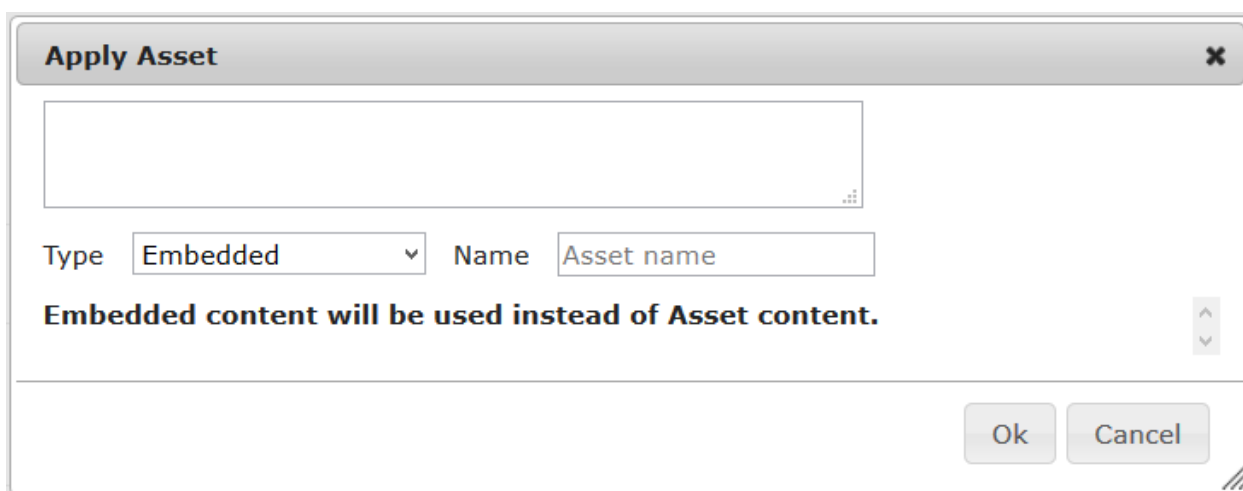 Apply Asset
Type Embedded Name Asset name
Embedded content will be used instead of Asset content.
Ok Cancel